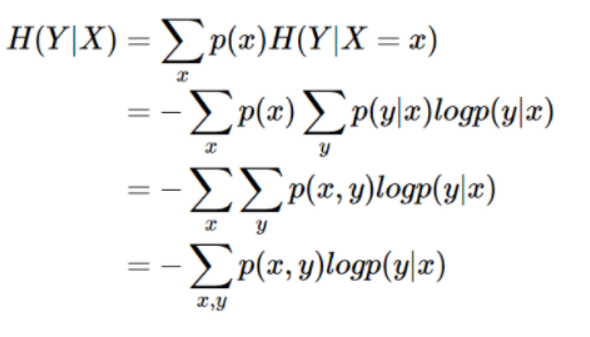 H(Y|X) = ∑_x p(x)H(Y|X = x)
= − ∑_x p(x) ∑_y p(y|x)logp(y|x)
= − ∑_x ∑_y p(x, y)logp(y|x)
= − ∑_{x,y} p(x, y)logp(y|x)